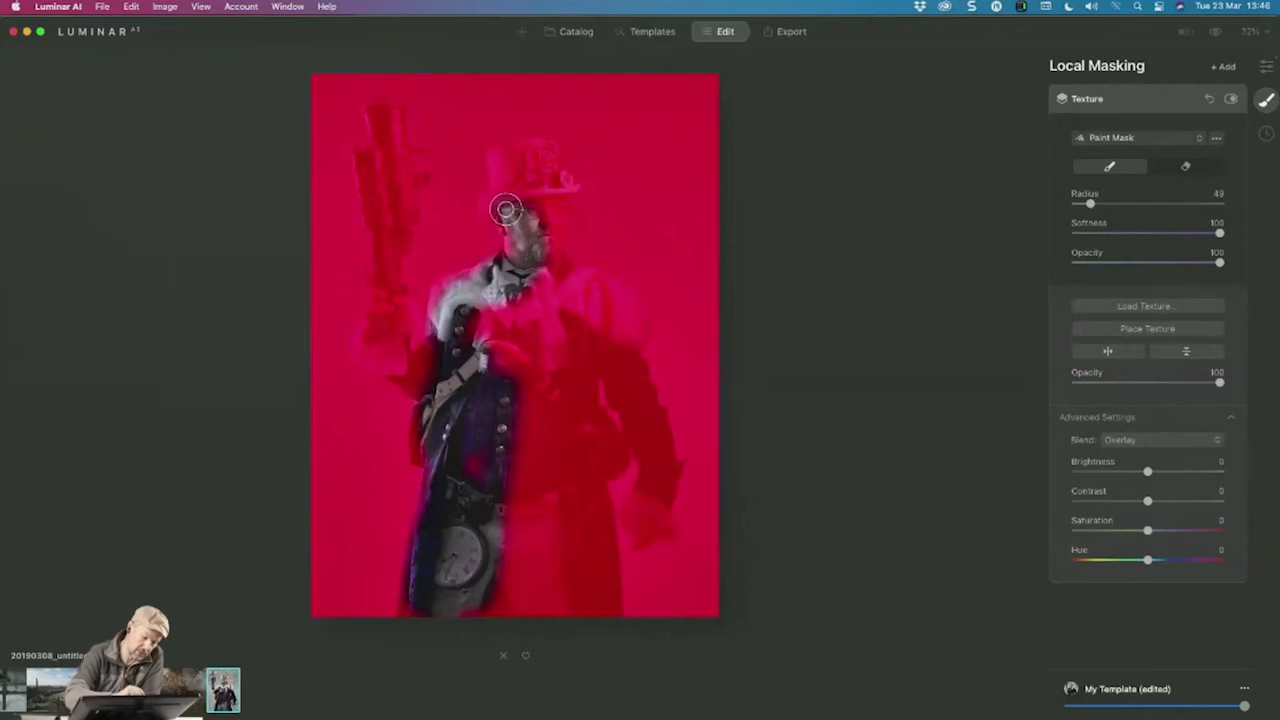 Luminar AI File Edit Image View Account Window Help Tue 23 Mar 13:46
LUMINAR AI
Catalog Templates Edit Export 32%
Local Masking + Add
Texture
Paint Mask
Radius 49
Softness 100
Opacity 100
Load Texture...
Place Texture
Opacity 100
Advanced Settings
Blend: Overlay
Brightness 0
Contrast 0
Saturation 0
Hue 0
My Template (edited)